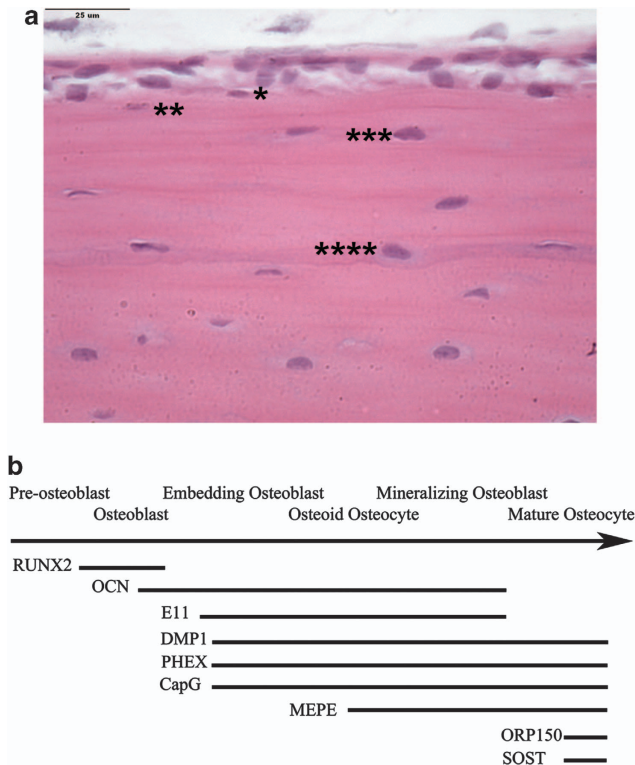 a
25 um
*
**
***
****
b
Pre-osteoblast Embedding Osteoblast Mineralizing Osteoblast
Osteoblast Osteoid Osteocyte Mature Osteocyte
RUNX2
OCN
E11
DMP1
PHEX
CapG
MEPE
ORP150
SOST